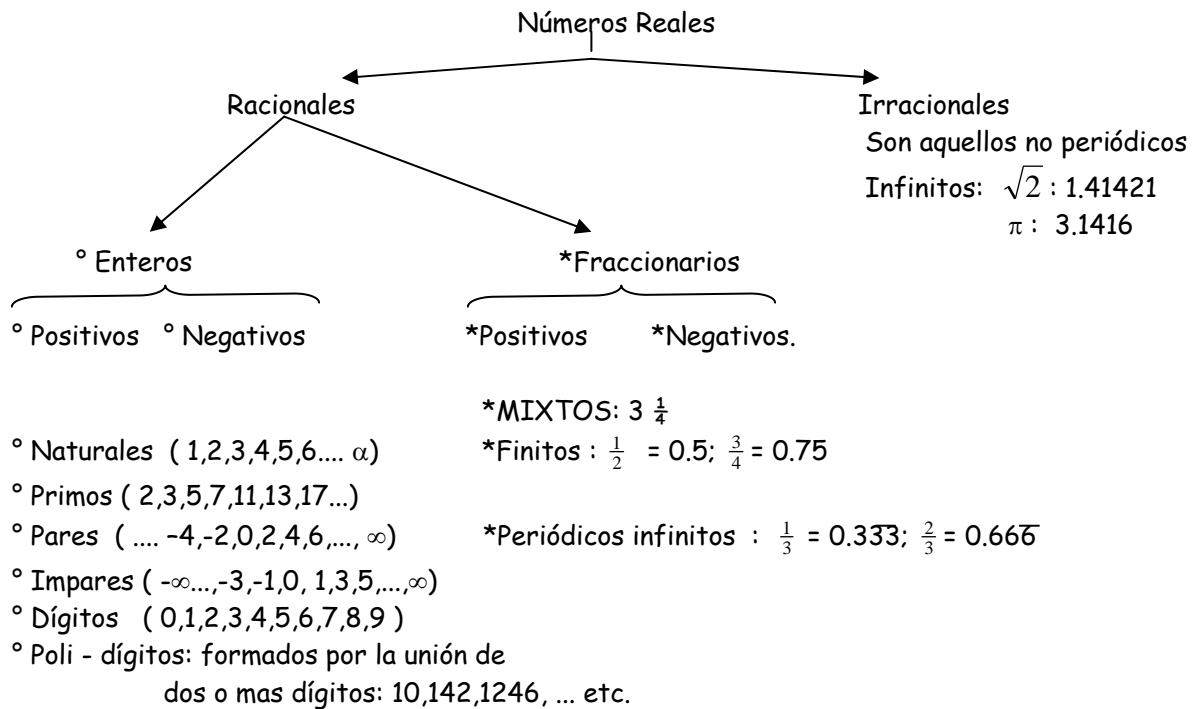 Números Reales
Racionales Irracionales
Son aquellos no periódicos
Infinitos: √2 : 1.41421
π : 3.1416
° Enteros *Fraccionarios
° Positivos ° Negativos *Positivos *Negativos.
*MIXTOS: 3 ¼
° Naturales ( 1,2,3,4,5,6.... α) *Finitos : ½ = 0.5; ¾ = 0.75
° Primos ( 2,3,5,7,11,13,17...)
° Pares ( .... –4,-2,0,2,4,6,..., ∞) *Periódicos infinitos : ⅓ = 0.33̅; ⅔ = 0.666̅
° Impares ( -∞...,-3,-1,0, 1,3,5,...,∞)
° Dígitos ( 0,1,2,3,4,5,6,7,8,9 )
° Poli - dígitos: formados por la unión de
dos o mas dígitos: 10,142,1246, ... etc.